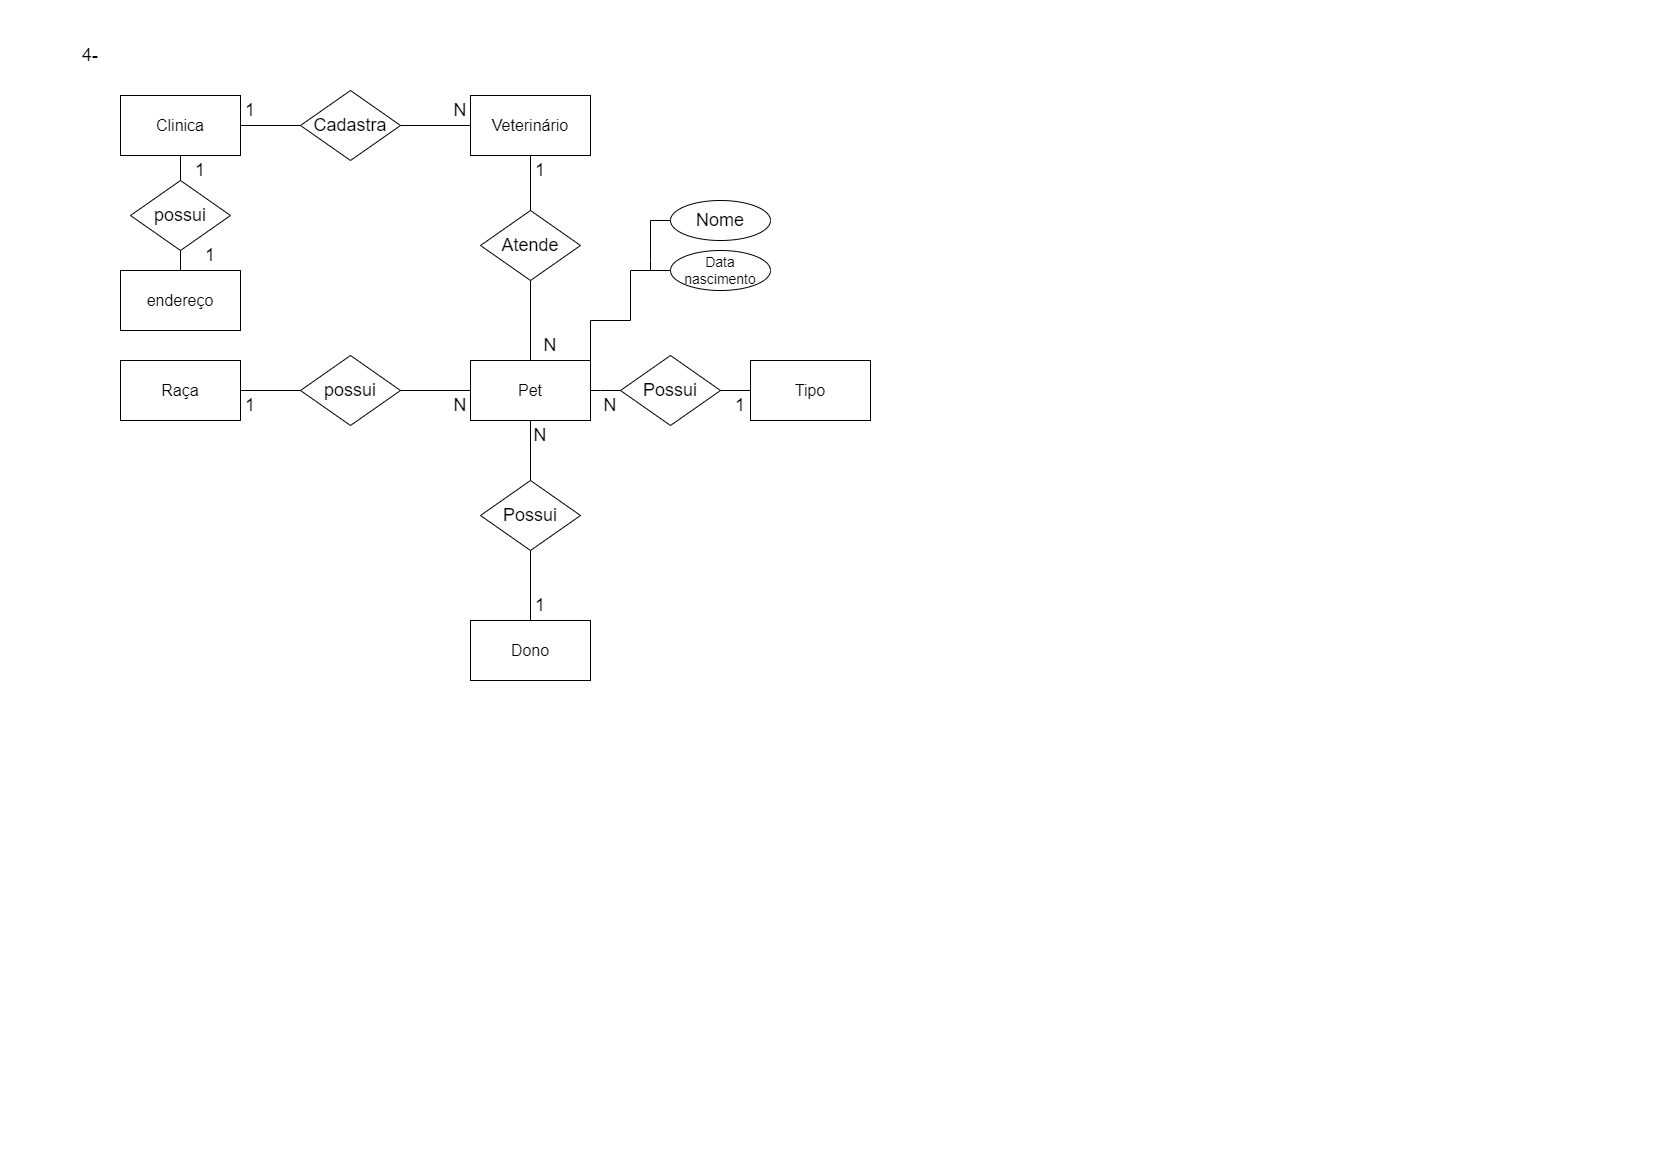 4-
Clinica
1
Cadastra
N
Veterinário
1
possui
1
endereço
1
Atende
N
Nome
Data
nascimento
Raça
1
possui
N
Pet
N
Possui
1
Tipo
N
Possui
1
Dono